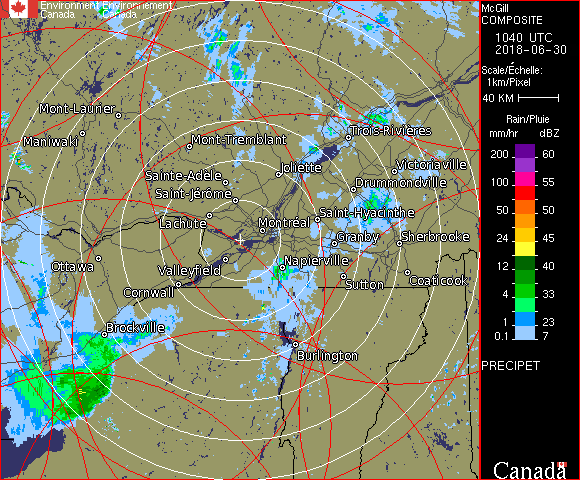 Environment Environnement
Canada Canada
McGill
COMPOSITE
1040 UTC
2018-06-30
Scale/Échelle:
1km/Pixel
40 KM
Rain/Pluie
mm/hr dBZ
200 60
100 55
50 50
24 45
12 40
4 33
1 23
0.1 7
PRECIPET
Canada
Mont-Laurier
Maniwaki
Mont-Tremblant
Trois-Rivières
Sainte-Adèle
Joliette
Victoriaville
Saint-Jérôme
Drummondville
Lachute
Montréal
Saint-Hyacinthe
Granby
Sherbrooke
Ottawa
Valleyfield
Napierville
Cornwall
Sutton
Coaticook
Brockville
Burlington